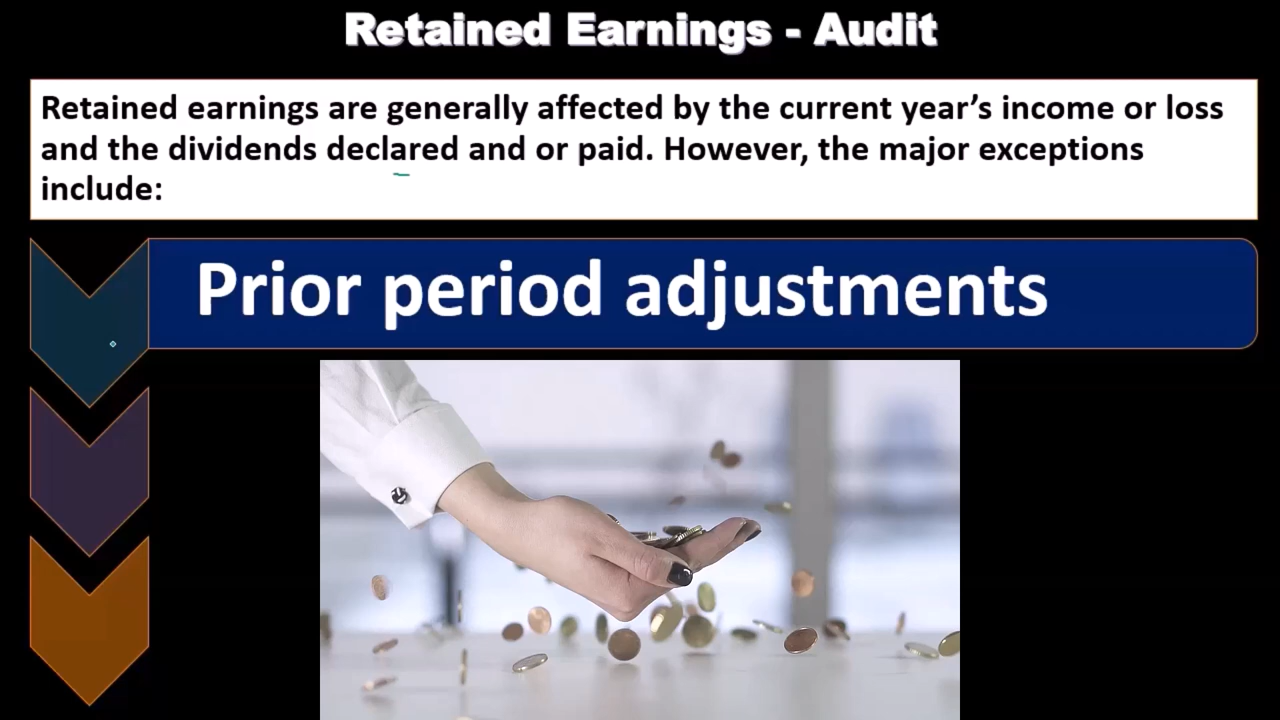 Retained Earnings - Audit
Retained earnings are generally affected by the current year’s income or loss
and the dividends declared and or paid. However, the major exceptions
include:
Prior period adjustments